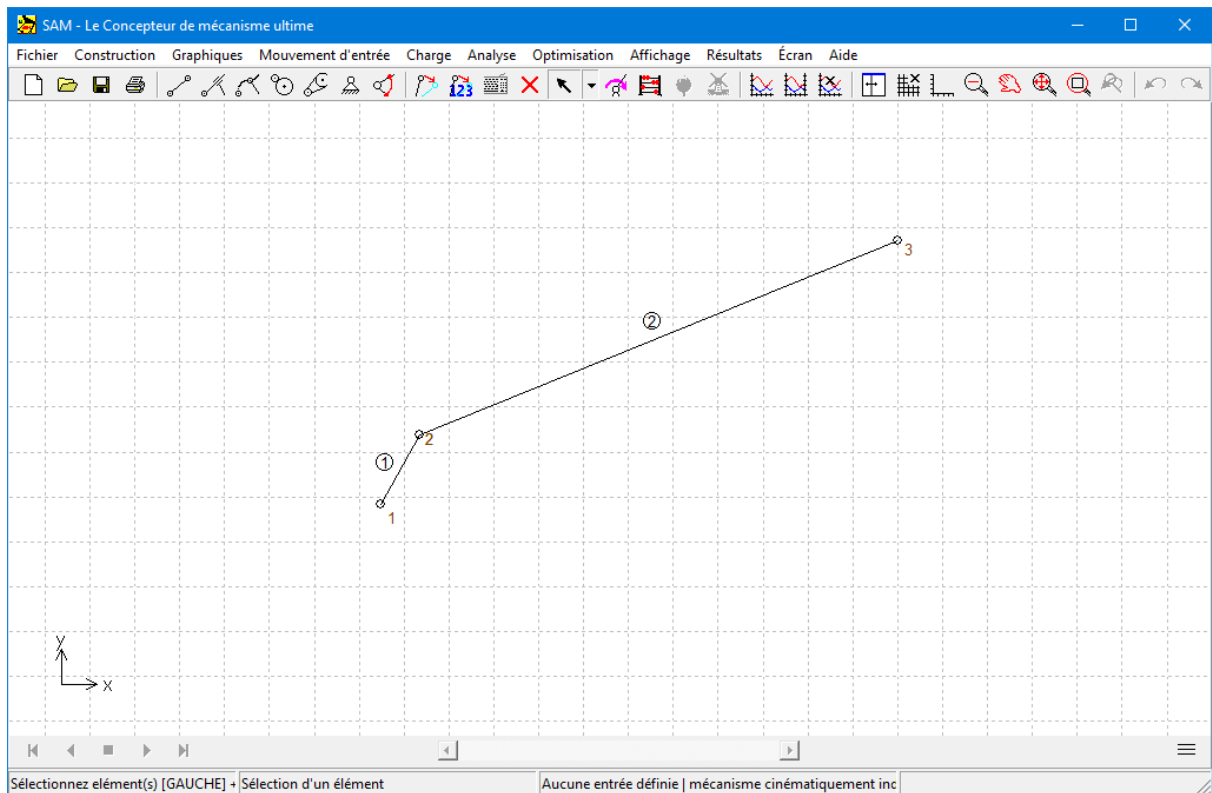 SAM - Le Concepteur de mécanisme ultime
Fichier Construction Graphiques Mouvement d'entrée Charge Analyse Optimisation Affichage Résultats Écran Aide
123
3
2
2
1
1
y
x
Sélectionnez elément(s) [GAUCHE] + Sélection d'un élément Aucune entrée définie | mécanisme cinématiquement inc